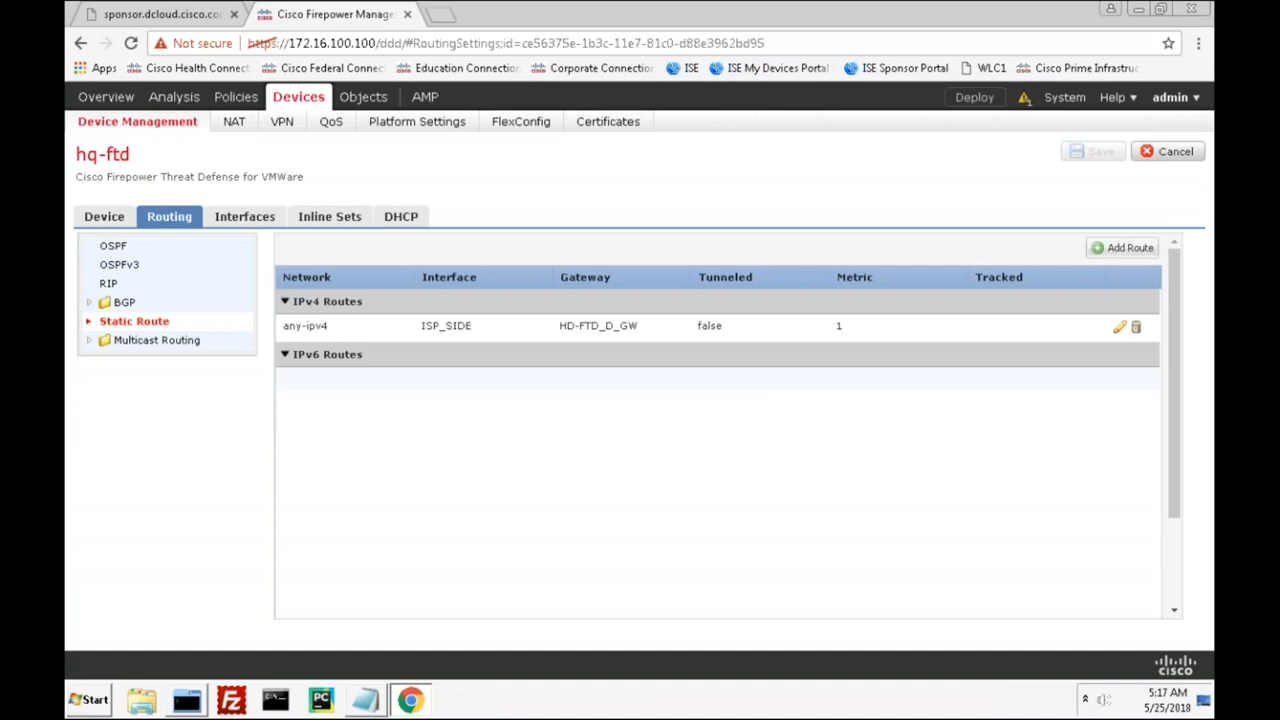 sponsor.dcloud.cisco.co
Cisco Firepower Manage
Not secure https://172.16.100.100/ddd/#RoutingSettings;id=ce56375e-1b3c-11e7-81c0-d88e3962bd95
Apps Cisco Health Connect Cisco Federal Connec Education Connection Corporate Connection ISE ISE My Devices Portal ISE Sponsor Portal WLC1 Cisco Prime Infrastruc
Overview Analysis Policies Devices Objects AMP Deploy System Help admin
Device Management NAT VPN QoS Platform Settings FlexConfig Certificates
hq-ftd
Save Cancel
Cisco Firepower Threat Defense for VMWare
Device Routing Interfaces Inline Sets DHCP
OSPF
OSPFv3
RIP
BGP
Static Route
Multicast Routing
Add Route
Network Interface Gateway Tunneled Metric Tracked
IPv4 Routes
any-ipv4 ISP_SIDE HD-FTD_D_GW false 1
IPv6 Routes
CISCO
Start
PC
5:17 AM
5/25/2018